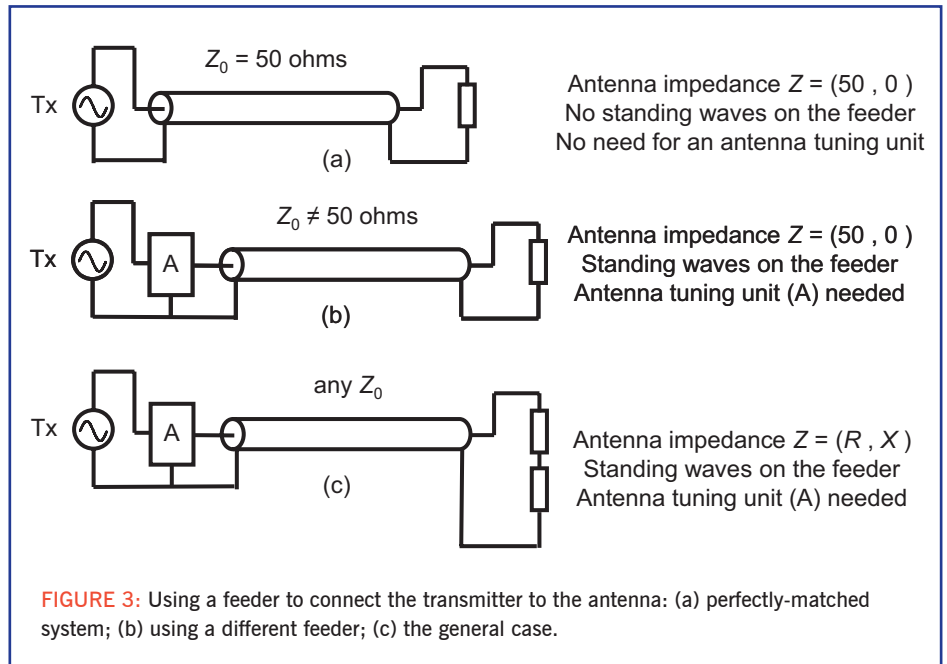 Z₀ = 50 ohms
Tx
(a)
Antenna impedance Z = (50 , 0 )
No standing waves on the feeder
No need for an antenna tuning unit
Z₀ ≠ 50 ohms
Tx
A
(b)
Antenna impedance Z = (50 , 0 )
Standing waves on the feeder
Antenna tuning unit (A) needed
any Z₀
Tx
A
(c)
Antenna impedance Z = (R , X )
Standing waves on the feeder
Antenna tuning unit (A) needed
FIGURE 3: Using a feeder to connect the transmitter to the antenna: (a) perfectly-matched
system; (b) using a different feeder; (c) the general case.